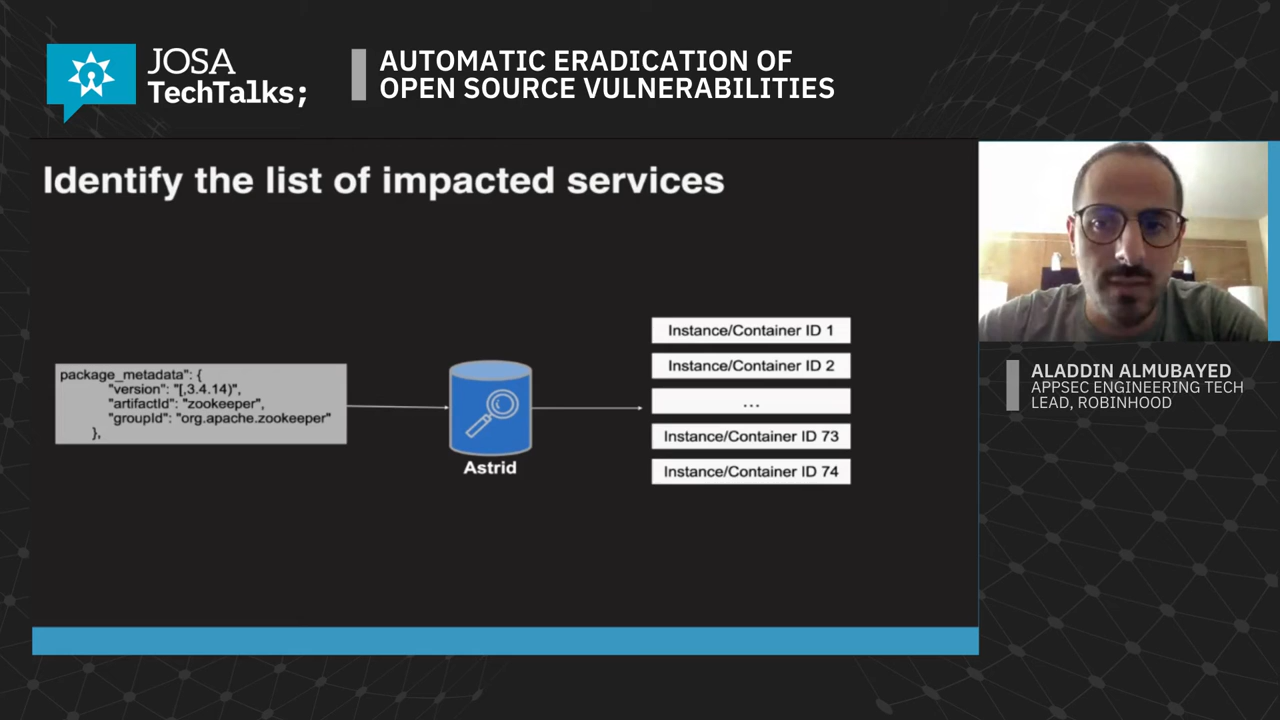 JOSA
TechTalks;
AUTOMATIC ERADICATION OF
OPEN SOURCE VULNERABILITIES
Identify the list of impacted services
package_metadata": {
"version": "[,3.4.14)",
"artifactId": "zookeeper",
"groupId": "org.apache.zookeeper"
},
Astrid
Instance/Container ID 1
Instance/Container ID 2
...
Instance/Container ID 73
Instance/Container ID 74
ALADDIN ALMUBAYED
APPSEC ENGINEERING TECH
LEAD, ROBINHOOD